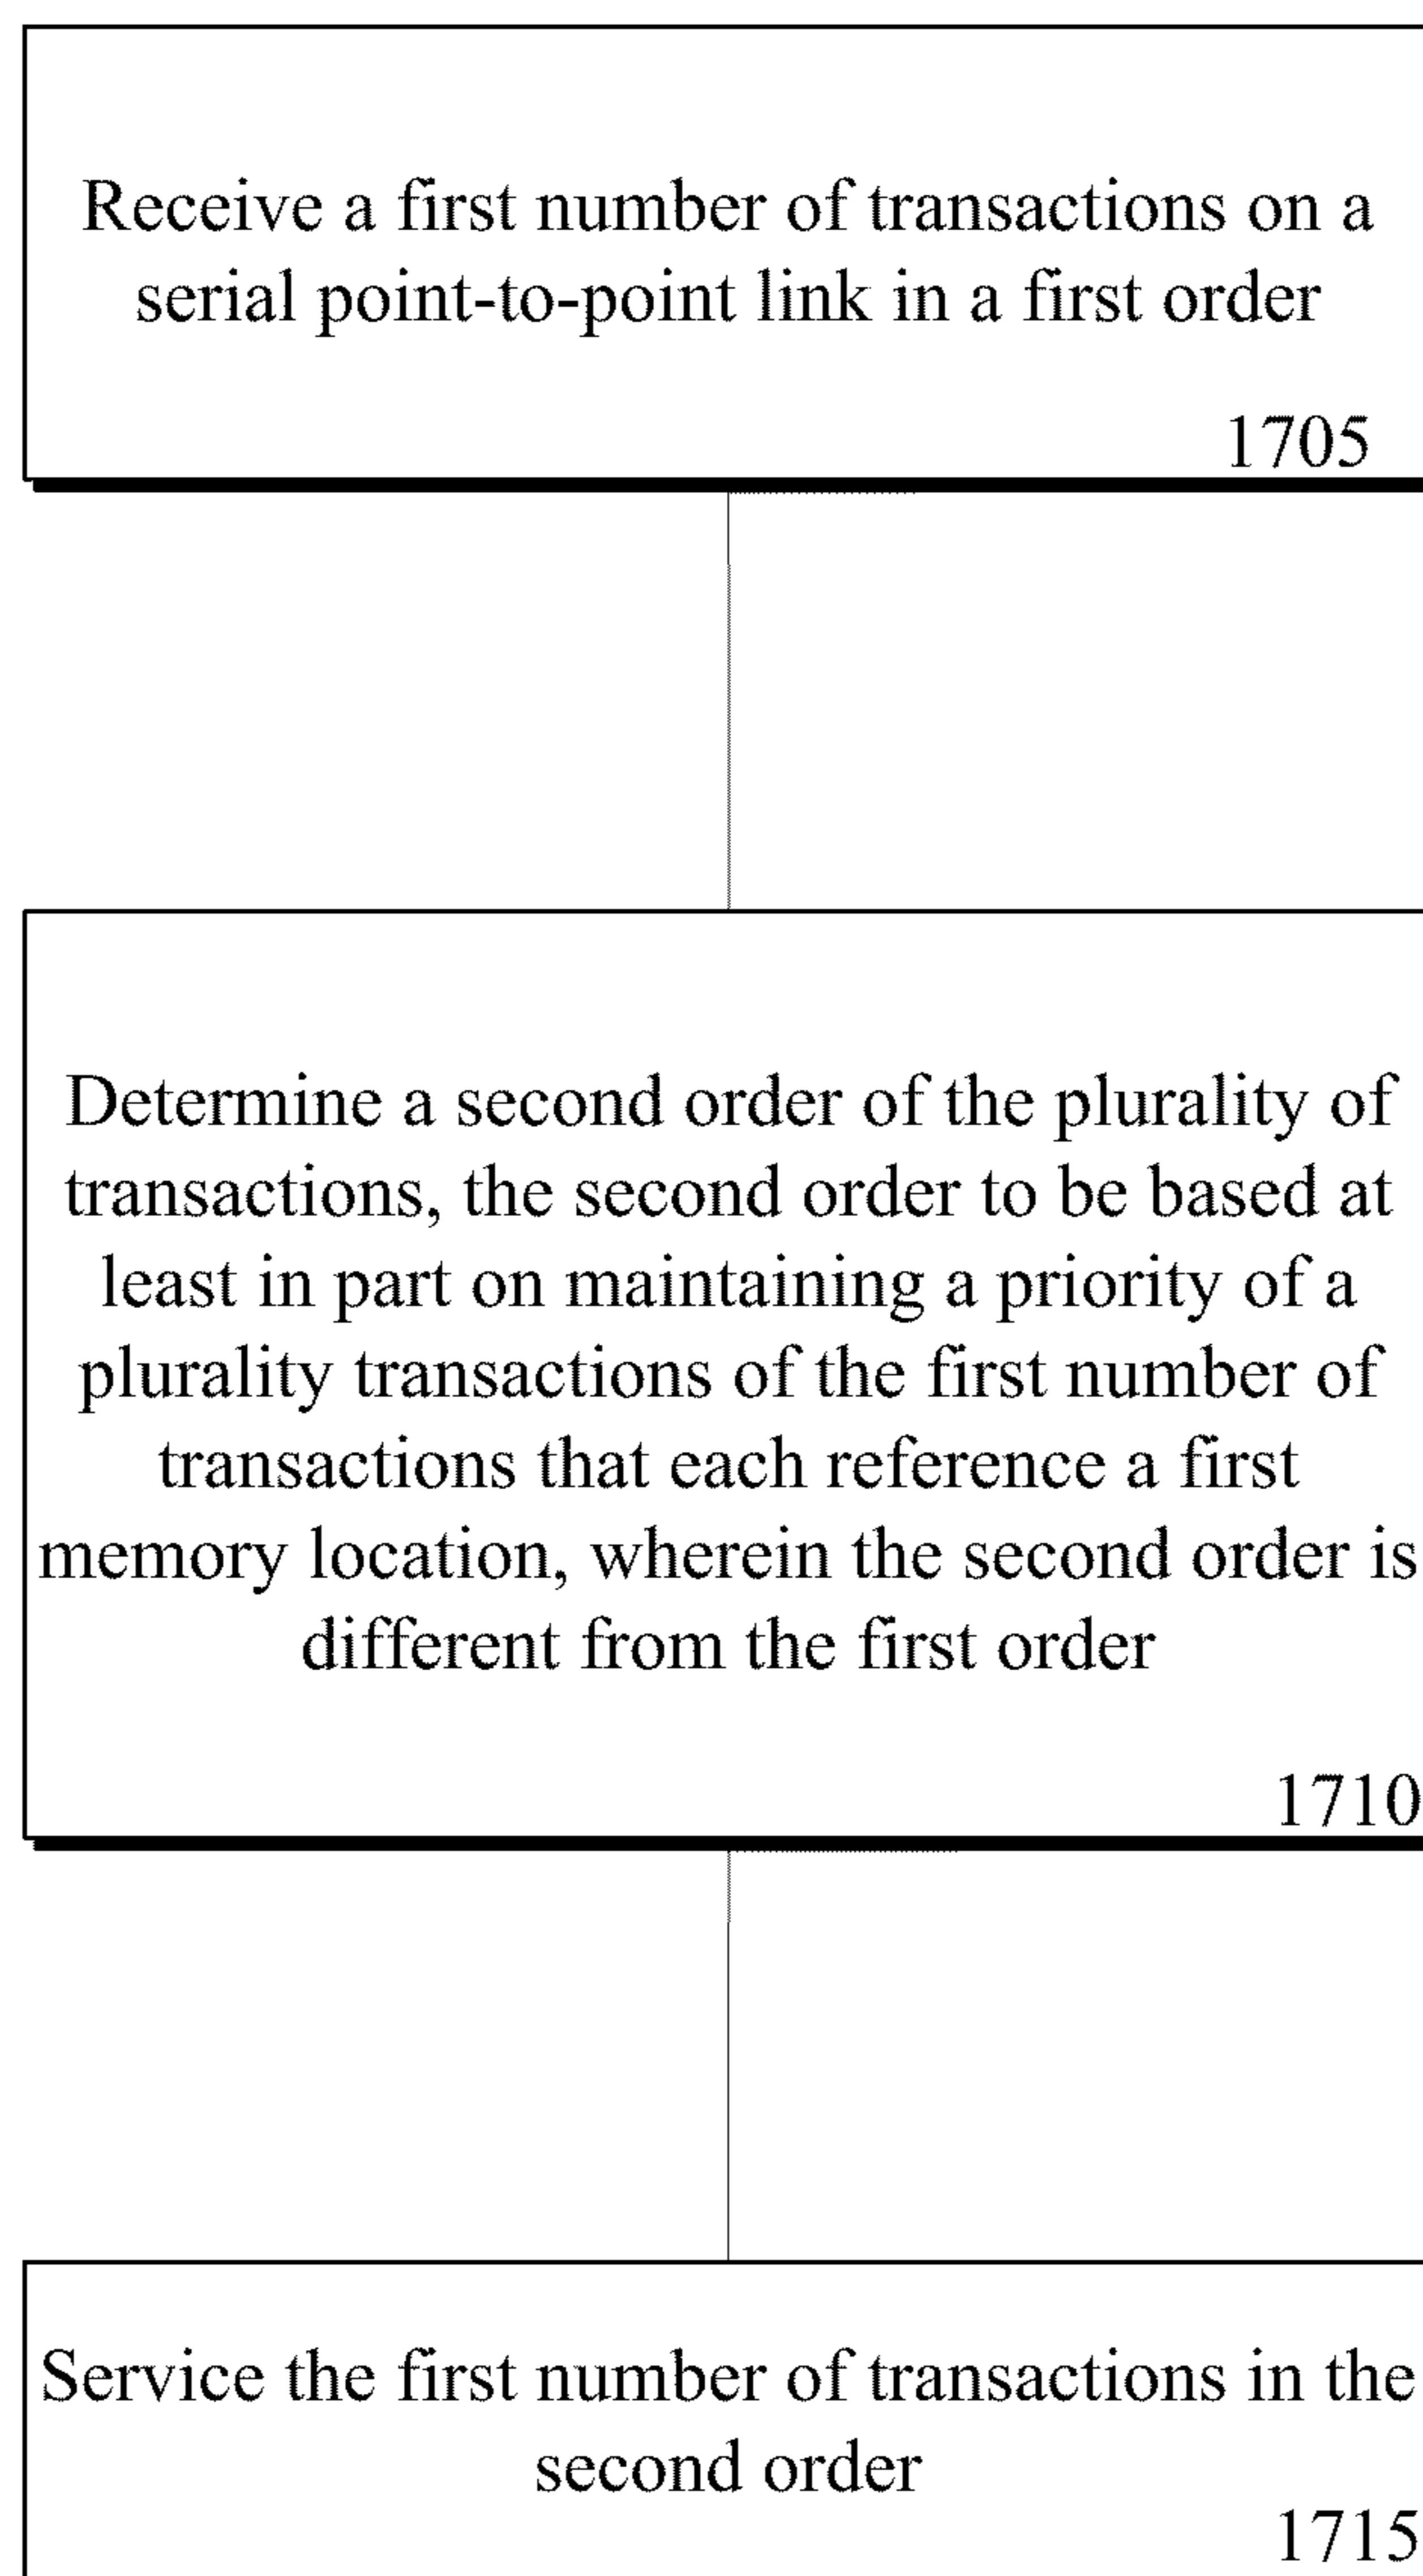 Receive a first number of transactions on a
serial point-to-point link in a first order
1705
Determine a second order of the plurality of
transactions, the second order to be based at
least in part on maintaining a priority of a
plurality transactions of the first number of
transactions that each reference a first
memory location, wherein the second order is
different from the first order
1710
Service the first number of transactions in the
second order
1715